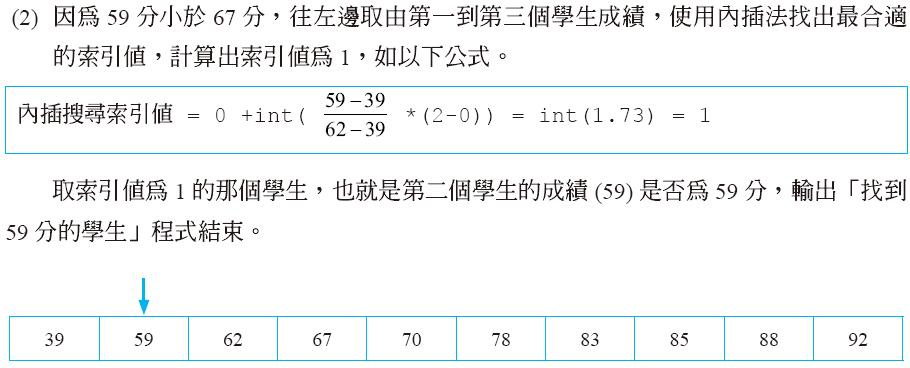 (2) 因為 59 分小於 67 分，往左邊取由第一到第三個學生成績，使用內插法找出最合適
的索引值，計算出索引值為 1，如以下公式。
內插搜尋索引值 = 0 +int( (59－39)/(62－39) *(2-0)) = int(1.73) = 1
取索引值為 1 的那個學生，也就是第二個學生的成績 (59) 是否為 59 分，輸出「找到
59 分的學生」程式結束。
39 59 62 67 70 78 83 85 88 92